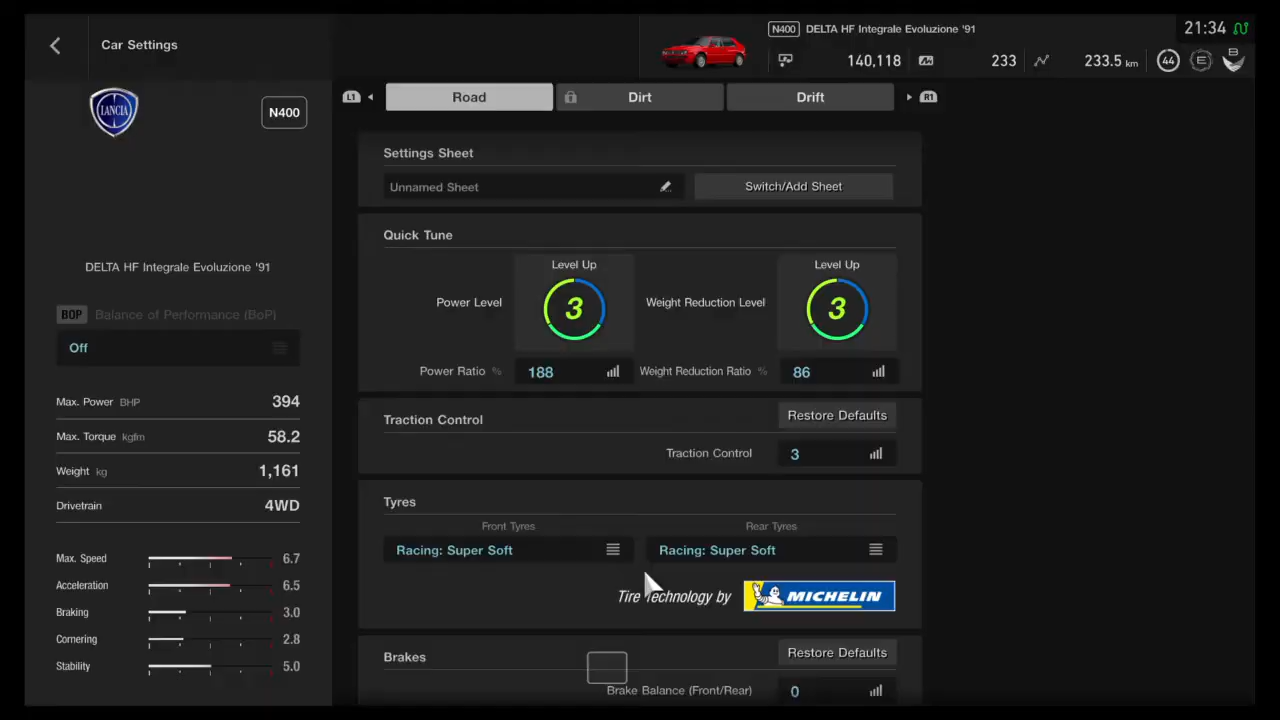 Car Settings
N400 DELTA HF Integrale Evoluzione '91
21:34
140,118 233 233.5 km 44 E B
LANCIA
N400
L1 Road Dirt Drift R1
Settings Sheet
Unnamed Sheet Switch/Add Sheet
Quick Tune
Level Up Level Up
Power Level 3 Weight Reduction Level 3
Power Ratio % 188 Weight Reduction Ratio % 86
Traction Control Restore Defaults
Traction Control 3
Tyres
Front Tyres Rear Tyres
Racing: Super Soft Racing: Super Soft
Tire Technology by MICHELIN
Brakes Restore Defaults
Brake Balance (Front/Rear) 0
DELTA HF Integrale Evoluzione '91
BOP Balance of Performance (BoP)
Off
Max. Power BHP 394
Max. Torque kgfm 58.2
Weight kg 1,161
Drivetrain 4WD
Max. Speed 6.7
Acceleration 6.5
Braking 3.0
Cornering 2.8
Stability 5.0